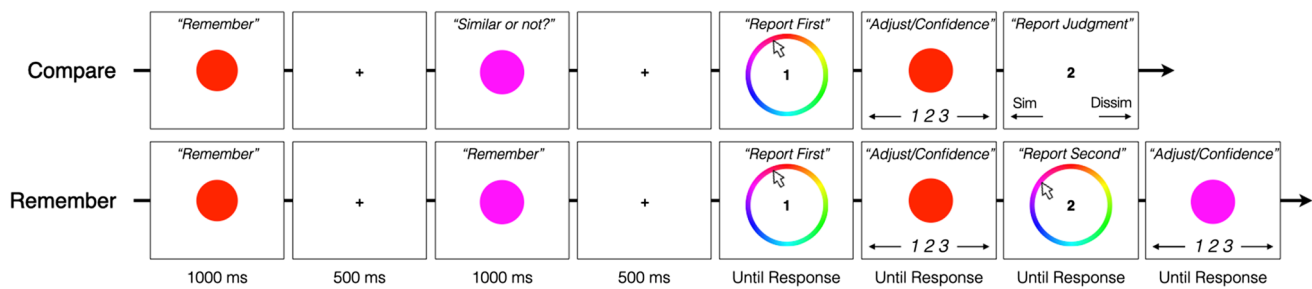 "Remember"
"Similar or not?"
"Report First"
"Adjust/Confidence"
"Report Judgment"
Compare
+
+
1
2
Sim
Dissim
1 2 3
"Remember"
"Remember"
"Report First"
"Adjust/Confidence"
"Report Second"
"Adjust/Confidence"
Remember
+
+
1
2
1 2 3
1 2 3
1000 ms
500 ms
1000 ms
500 ms
Until Response
Until Response
Until Response
Until Response